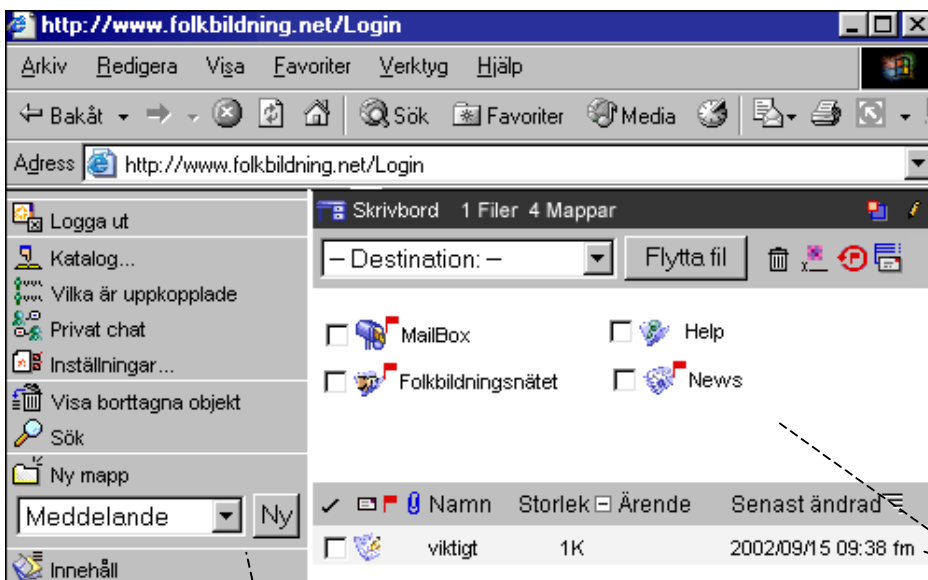 http://www.folkbildning.net/Login
Arkiv Redigera Visa Favoriter Verktyg Hjälp
Bakåt Sök Favoriter Media
Adress http://www.folkbildning.net/Login
Logga ut
Katalog...
Vilka är uppkopplade
Privat chat
Inställningar...
Visa borttagna objekt
Sök
Ny mapp
Meddelande Ny
Innehåll
Skrivbord 1 Filer 4 Mappar
– Destination: – Flytta fil
MailBox Help
Folkbildningsnätet News
Namn Storlek Ärende Senast ändrad
viktigt 1K 2002/09/15 09:38 fm